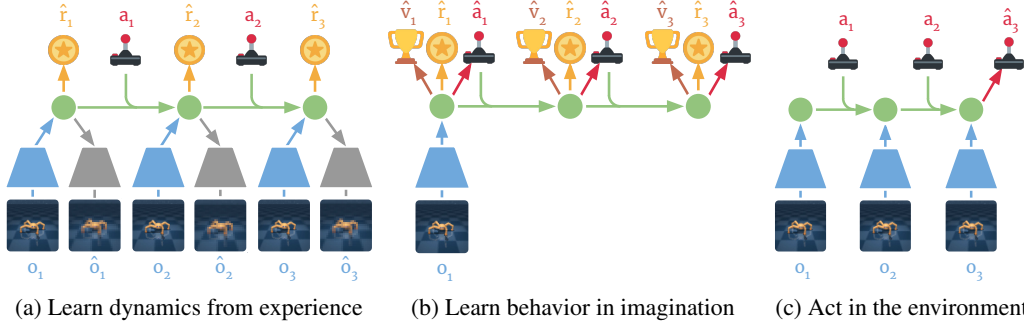 r̂₁ a₁ r̂₂ a₂ r̂₃
o₁ ô₁ o₂ ô₂ o₃ ô₃
(a) Learn dynamics from experience
v̂₁ r̂₁ â₁ v̂₂ r̂₂ â₂ v̂₃ r̂₃ â₃
o₁
(b) Learn behavior in imagination
a₁ a₂ â₃
o₁ o₂ o₃
(c) Act in the environment